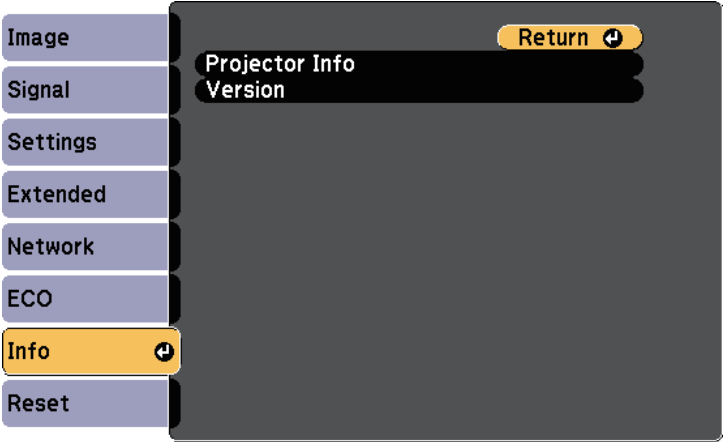 Image
Signal
Settings
Extended
Network
ECO
Info
Reset
Return
Projector Info
Version